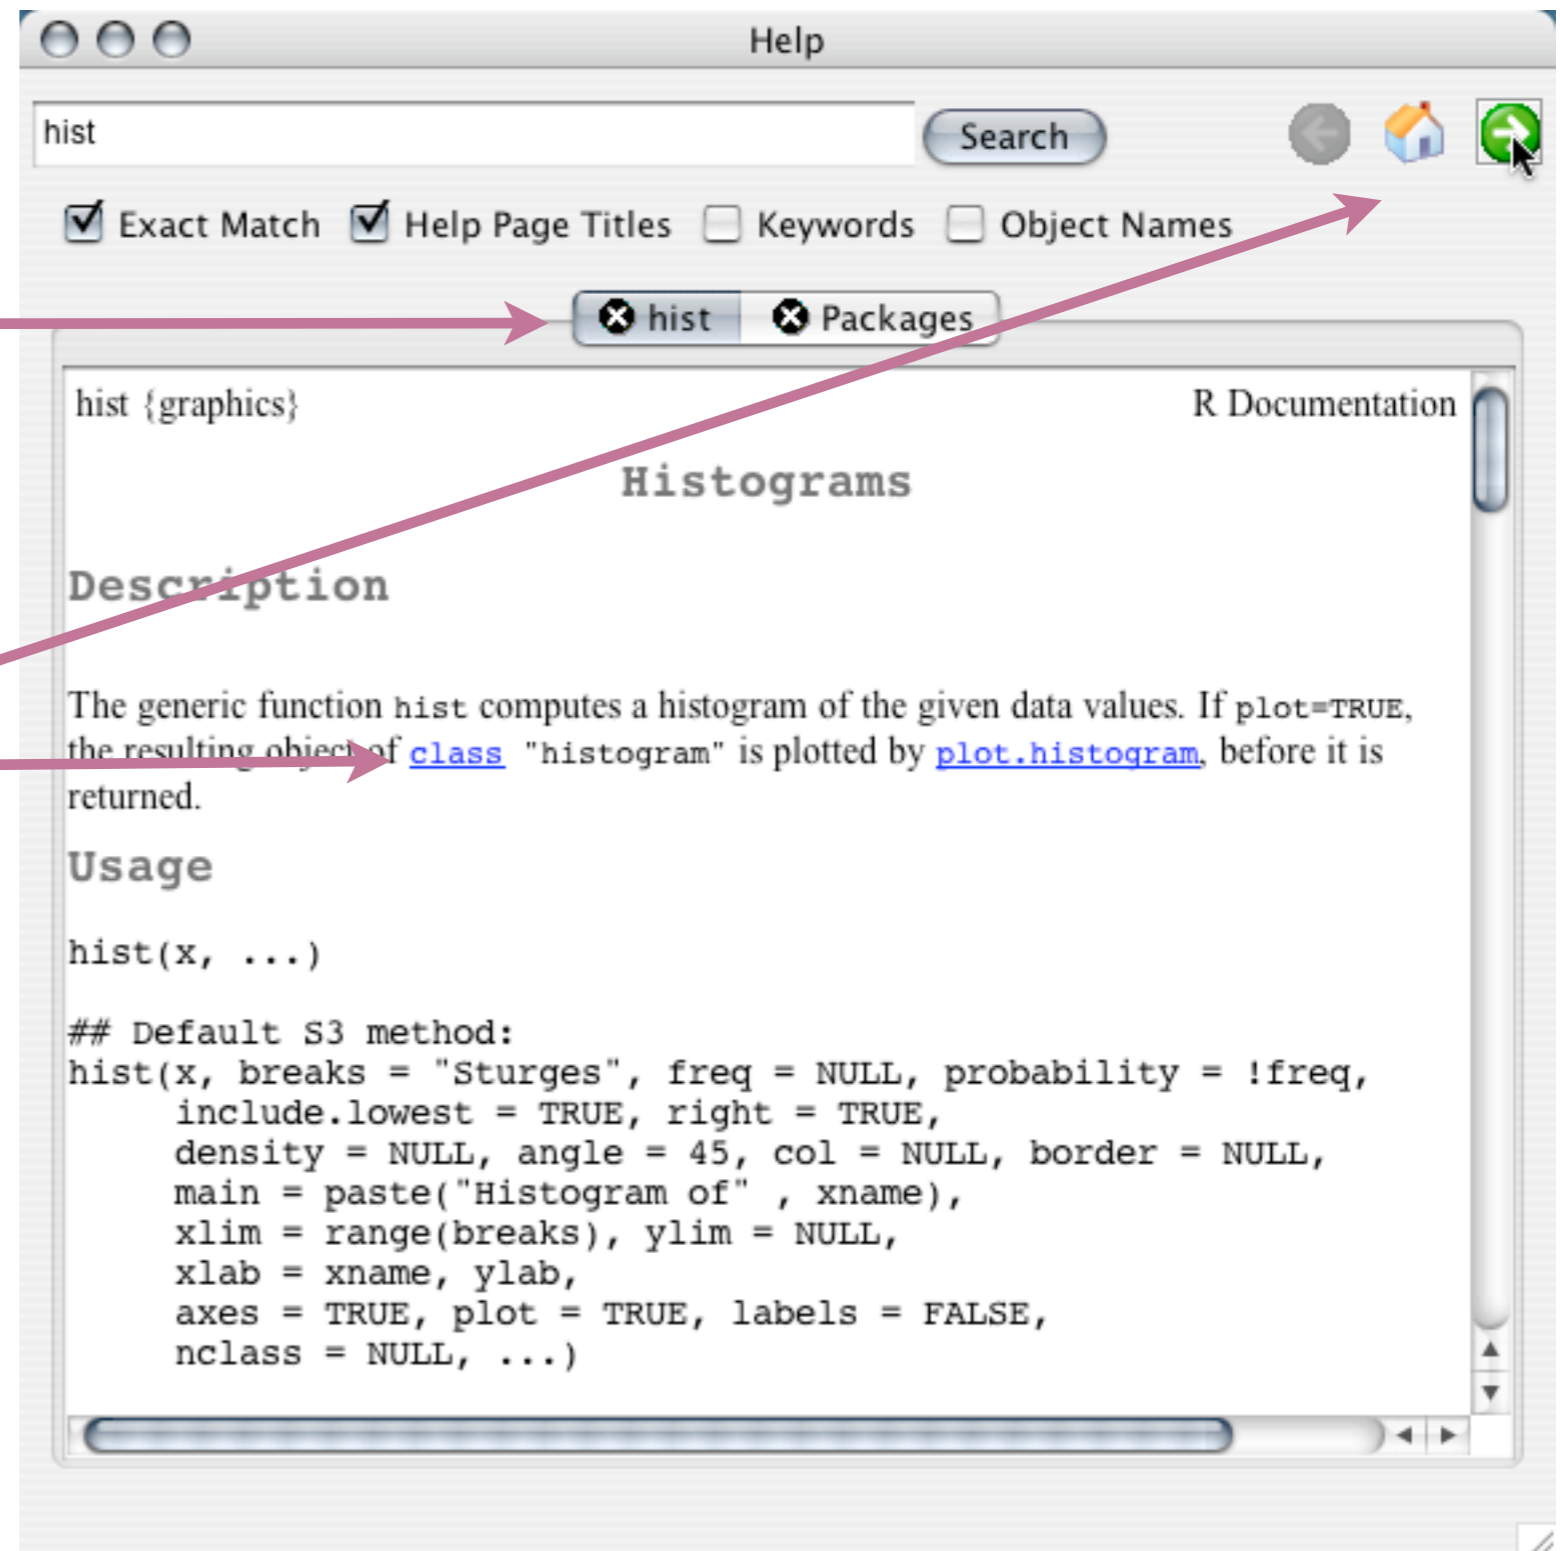 Help
hist
Search
Exact Match Help Page Titles Keywords Object Names
hist Packages
hist {graphics} R Documentation
Histograms
Description
The generic function hist computes a histogram of the given data values. If plot=TRUE,
the resulting object of class "histogram" is plotted by plot.histogram, before it is
returned.
Usage
hist(x, ...)
## Default S3 method:
hist(x, breaks = "Sturges", freq = NULL, probability = !freq,
     include.lowest = TRUE, right = TRUE,
     density = NULL, angle = 45, col = NULL, border = NULL,
     main = paste("Histogram of" , xname),
     xlim = range(breaks), ylim = NULL,
     xlab = xname, ylab,
     axes = TRUE, plot = TRUE, labels = FALSE,
     nclass = NULL, ...)